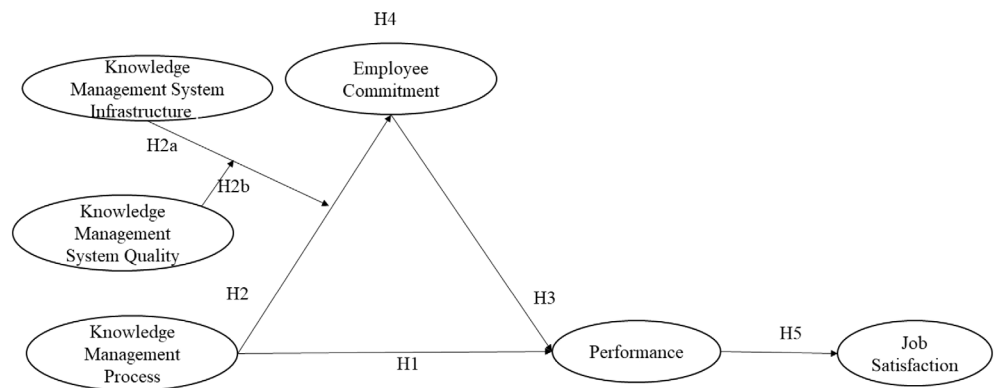 H4
Knowledge
Management System
Infrastructure
Employee
Commitment
H2a
H2b
Knowledge
Management
System Quality
H2
H3
Knowledge
Management
Process
H1
Performance
H5
Job
Satisfaction